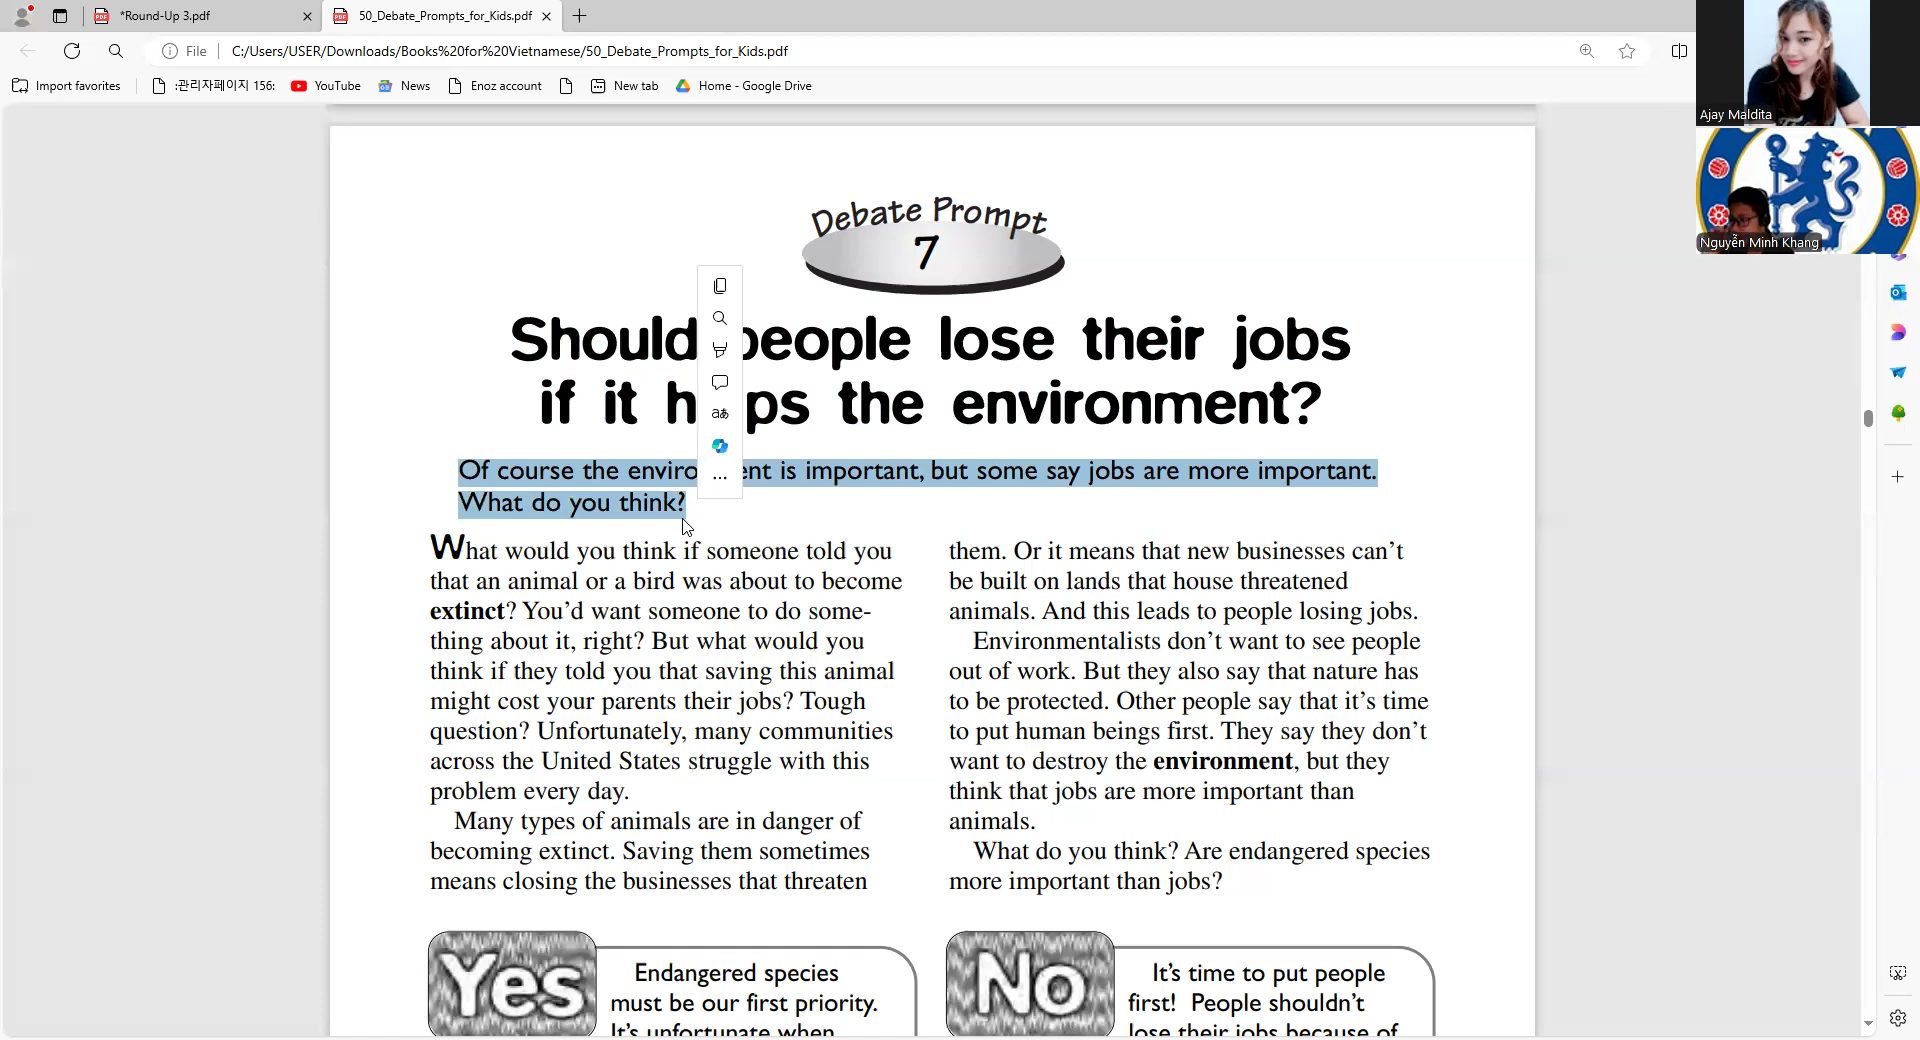 *Round-Up 3.pdf
50_Debate_Prompts_for_Kids.pdf
File
C:/Users/USER/Downloads/Books%20for%20Vietnamese/50_Debate_Prompts_for_Kids.pdf
Import favorites
:관리자페이지 156:
YouTube
News
Enoz account
New tab
Home - Google Drive
Ajay Maldita
Nguyễn Minh Khang
Debate Prompt
7
Should people lose their jobs
if it h ps the environment?
Of course the enviro ent is important, but some say jobs are more important.
What do you think?
What would you think if someone told you
that an animal or a bird was about to become
extinct? You'd want someone to do some-
thing about it, right? But what would you
think if they told you that saving this animal
might cost your parents their jobs? Tough
question? Unfortunately, many communities
across the United States struggle with this
problem every day.
Many types of animals are in danger of
becoming extinct. Saving them sometimes
means closing the businesses that threaten
them. Or it means that new businesses can't
be built on lands that house threatened
animals. And this leads to people losing jobs.
Environmentalists don't want to see people
out of work. But they also say that nature has
to be protected. Other people say that it's time
to put human beings first. They say they don't
want to destroy the environment, but they
think that jobs are more important than
animals.
What do you think? Are endangered species
more important than jobs?
Yes
Endangered species
must be our first priority.
It's unfortunate when
No
It's time to put people
first! People shouldn't
lose their jobs because of